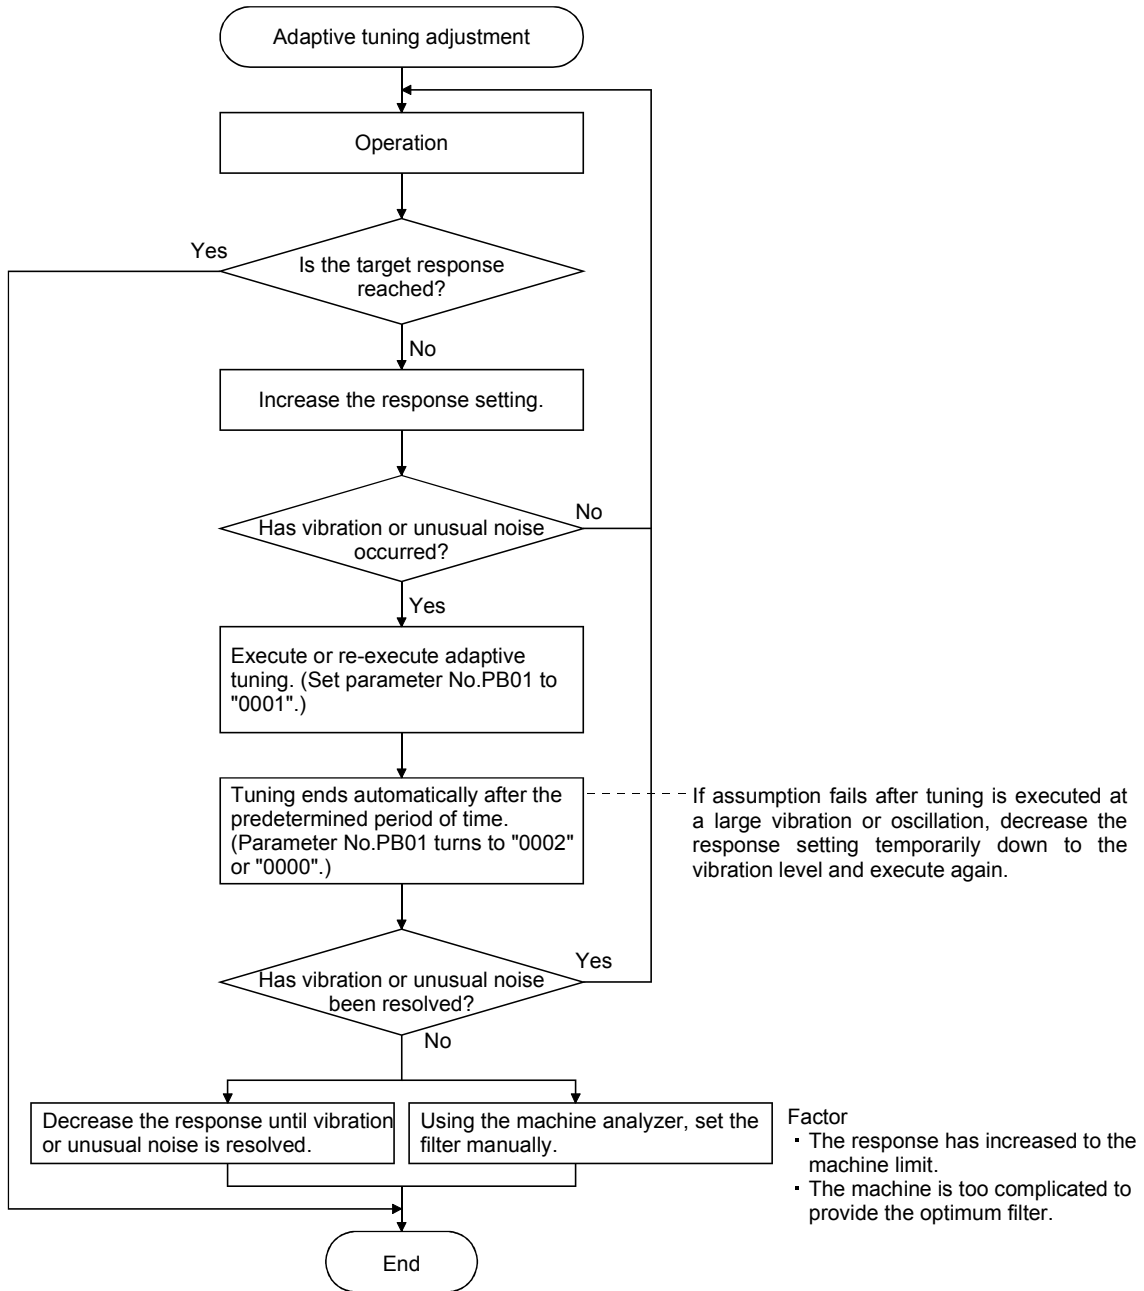 Adaptive tuning adjustment
Operation
Yes
Is the target response
reached?
No
Increase the response setting.
No
Has vibration or unusual noise
occurred?
Yes
Execute or re-execute adaptive
tuning. (Set parameter No.PB01 to
"0001".)
Tuning ends automatically after the
predetermined period of time.
(Parameter No.PB01 turns to "0002"
or "0000".)
If assumption fails after tuning is executed at
a large vibration or oscillation, decrease the
response setting temporarily down to the
vibration level and execute again.
Yes
Has vibration or unusual noise
been resolved?
No
Decrease the response until vibration
or unusual noise is resolved.
Using the machine analyzer, set the
filter manually.
Factor
・The response has increased to the
machine limit.
・The machine is too complicated to
provide the optimum filter.
End